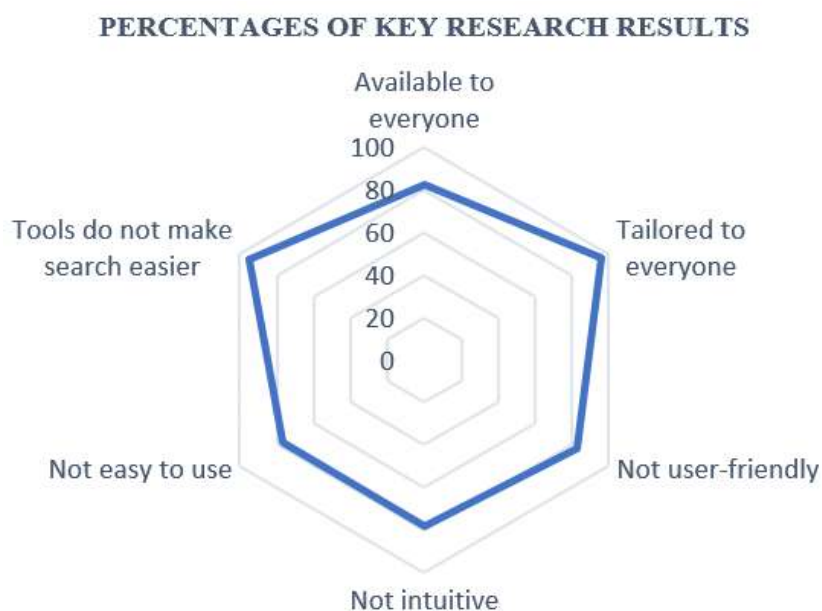 PERCENTAGES OF KEY RESEARCH RESULTS
Available to
everyone
100
80
60
40
20
0
Tools do not make
search easier
Tailored to
everyone
Not easy to use
Not user-friendly
Not intuitive